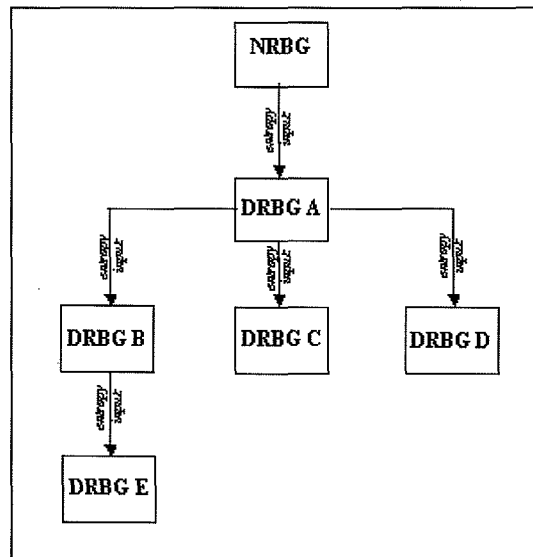 NRBG
entropy
input
DRBG A
entropy
input
entropy
input
entropy
input
DRBG B
DRBG C
DRBG D
entropy
input
DRBG E